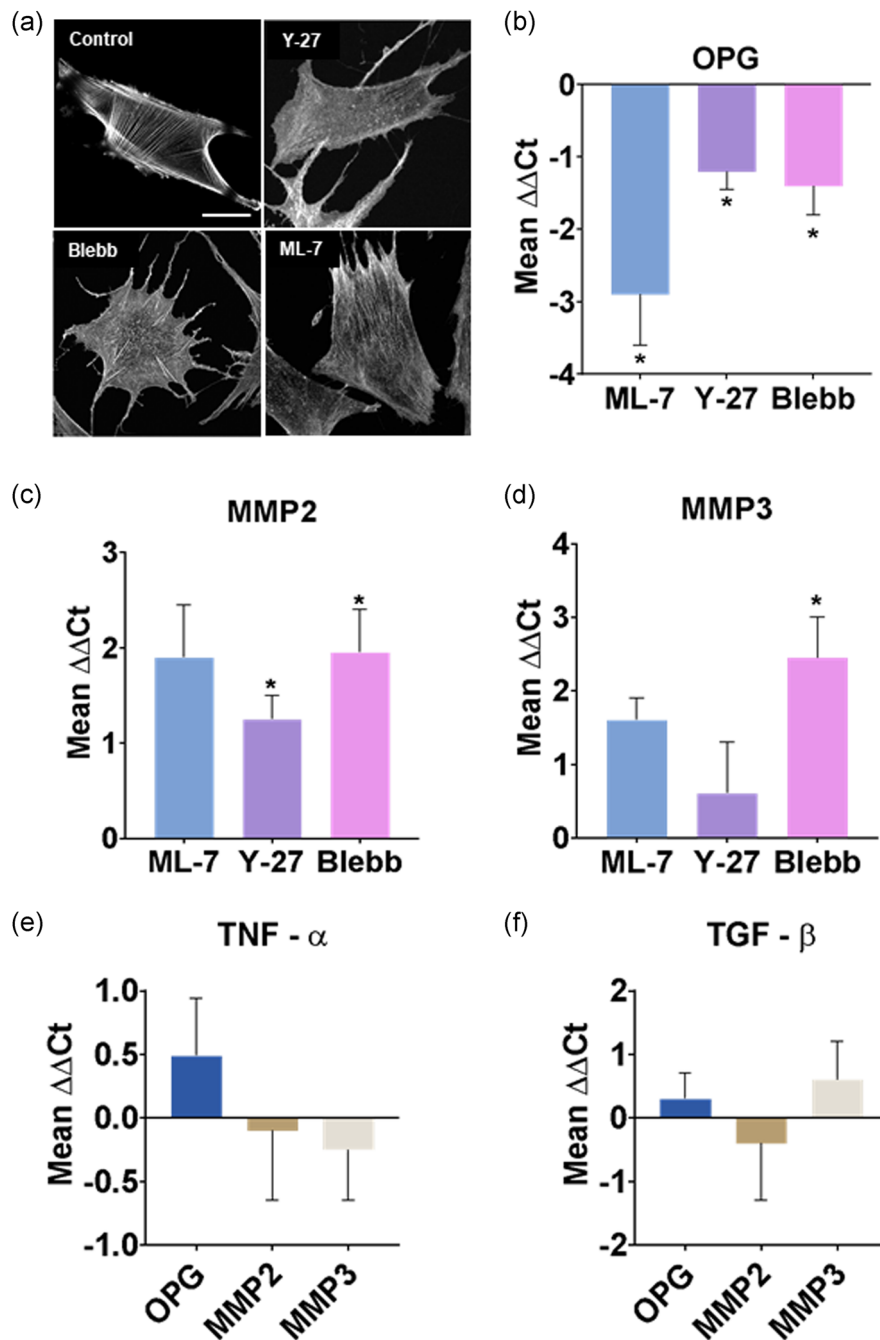 (a)
Control
Y-27
Blebb
ML-7
(b)
OPG
Mean ΔΔCt
0
-1
-2
-3
-4
*
*
*
ML-7 Y-27 Blebb
(c)
MMP2
Mean ΔΔCt
3
2
1
0
*
*
ML-7 Y-27 Blebb
(d)
MMP3
Mean ΔΔCt
4
3
2
1
0
*
ML-7 Y-27 Blebb
(e)
TNF - α
Mean ΔΔCt
1.0
0.5
0.0
-0.5
-1.0
OPG
MMP2
MMP3
(f)
TGF - β
Mean ΔΔCt
2
1
0
-1
-2
OPG
MMP2
MMP3